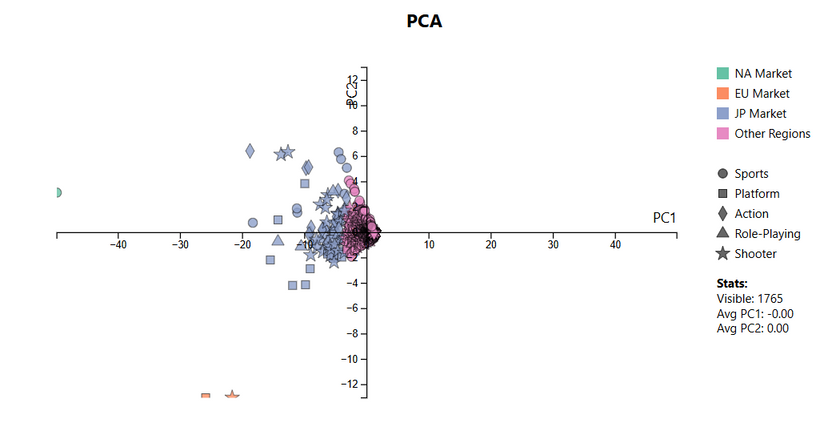 PCA
PC2
12
8
6
4
−2
−4
−6
−8
−10
−12
PC1
−40
−30
−20
−10
10
20
30
40
NA Market
EU Market
JP Market
Other Regions
Sports
Platform
Action
Role-Playing
Shooter
Stats:
Visible: 1765
Avg PC1: -0.00
Avg PC2: 0.00